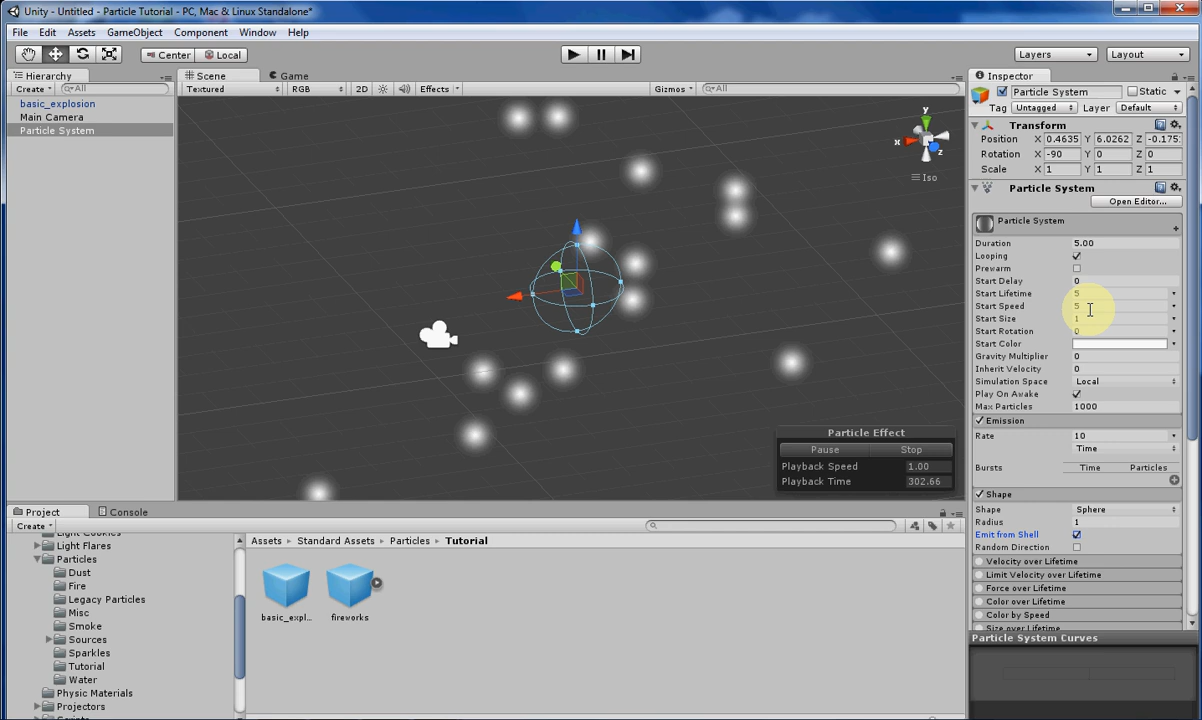 Unity - Untitled - Particle Tutorial - PC, Mac & Linux Standalone*
File Edit Assets GameObject Component Window Help
Center Local Layers Layout
Hierarchy
Create All
basic_explosion
Main Camera
Particle System
Scene Game
Textured RGB 2D Effects Gizmos All
y
x
z
Iso
Particle Effect
Pause Stop
Playback Speed 1.00
Playback Time 302.66
Inspector
Particle System Static
Tag Untagged Layer Default
Transform
Position X 0.4635 Y 6.0262 Z -0.175
Rotation X -90 Y 0 Z 0
Scale X 1 Y 1 Z 1
Particle System
Open Editor...
Particle System
Duration 5.00
Looping
Prewarm
Start Delay 0
Start Lifetime 5
Start Speed 5
Start Size 1
Start Rotation 0
Start Color
Gravity Multiplier 0
Inherit Velocity 0
Simulation Space Local
Play On Awake
Max Particles 1000
Emission
Rate 10
Time
Bursts Time Particles
Shape
Shape Sphere
Radius 1
Emit from Shell
Random Direction
Velocity over Lifetime
Limit Velocity over Lifetime
Force over Lifetime
Color over Lifetime
Color by Speed
Size over Lifetime
Particle System Curves
Project Console
Create
Light Cookies
Light Flares
Particles
Dust
Fire
Legacy Particles
Misc
Smoke
Sources
Sparkles
Tutorial
Water
Physic Materials
Projectors
Scripts
Assets Standard Assets Particles Tutorial
basic_expl...
fireworks